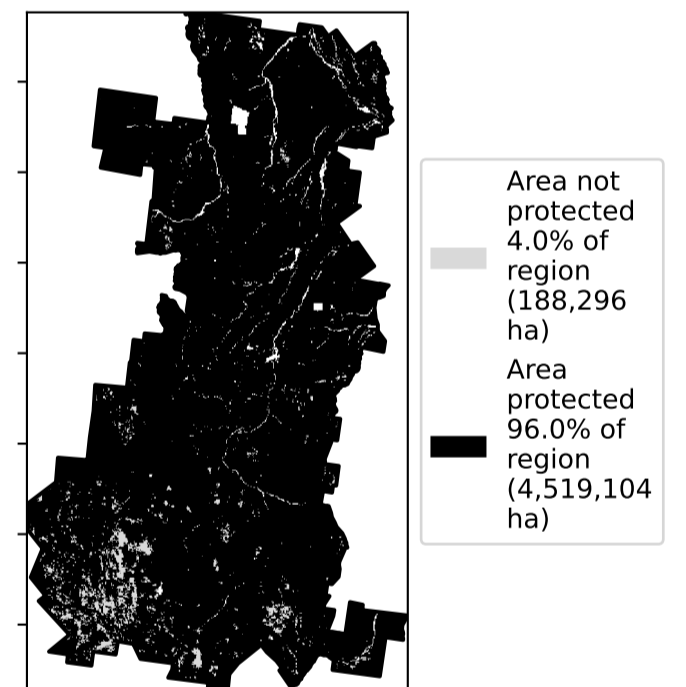 Area not
protected
4.0% of
region
(188,296
ha)
Area
protected
96.0% of
region
(4,519,104
ha)